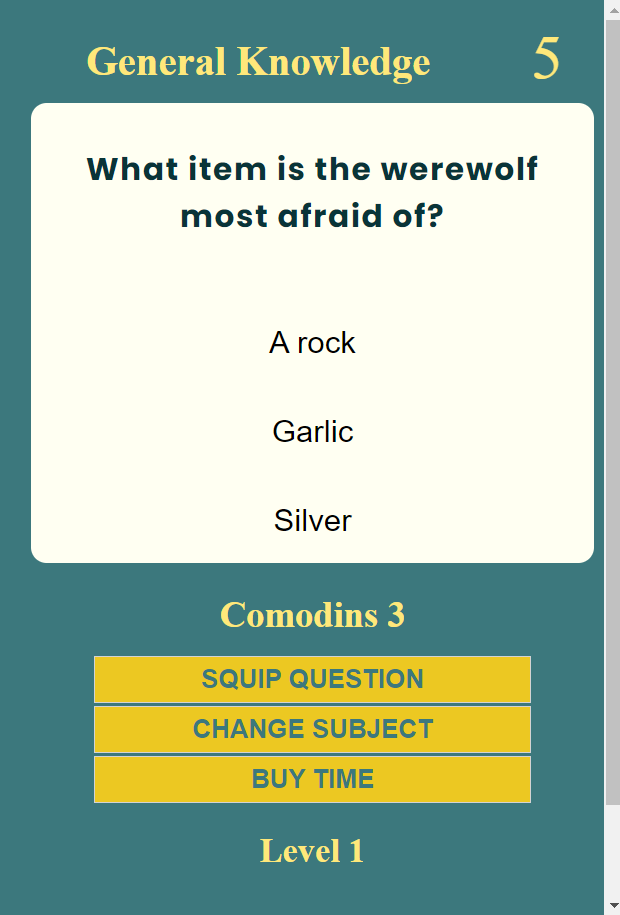 General Knowledge
5
What item is the werewolf
most afraid of?
A rock
Garlic
Silver
Comodins 3
SQUIP QUESTION
CHANGE SUBJECT
BUY TIME
Level 1